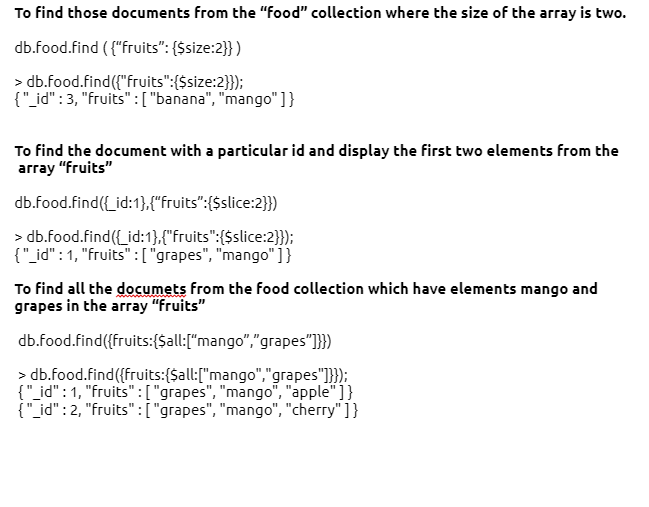 To find those documents from the “food” collection where the size of the array is two.
db.food.find ( {“fruits”: {$size:2}} )
> db.food.find({"fruits":{$size:2}});
{ "_id" : 3, "fruits" : [ "banana", "mango" ] }
To find the document with a particular id and display the first two elements from the
array “fruits”
db.food.find({_id:1},{“fruits”:{$slice:2}})
> db.food.find({_id:1},{"fruits":{$slice:2}});
{ "_id" : 1, "fruits" : [ "grapes", "mango" ] }
To find all the documets from the food collection which have elements mango and
grapes in the array “fruits”
db.food.find({fruits:{$all:[“mango”,”grapes”]}})
> db.food.find({fruits:{$all:["mango","grapes"]}});
{ "_id" : 1, "fruits" : [ "grapes", "mango", "apple" ] }
{ "_id" : 2, "fruits" : [ "grapes", "mango", "cherry" ] }